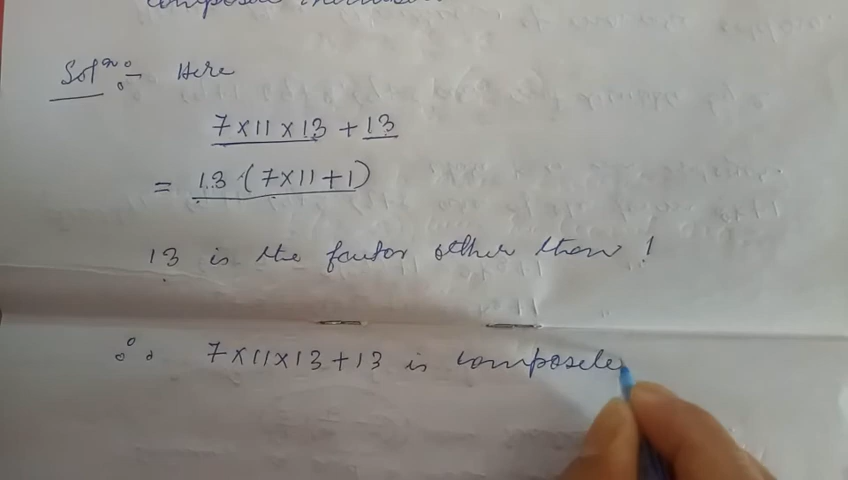 composite
Solⁿ :- Here
7×11×13 + 13
= 13 (7×11+1)
13 is the factor other than 1
∴ 7×11×13+13 is composite